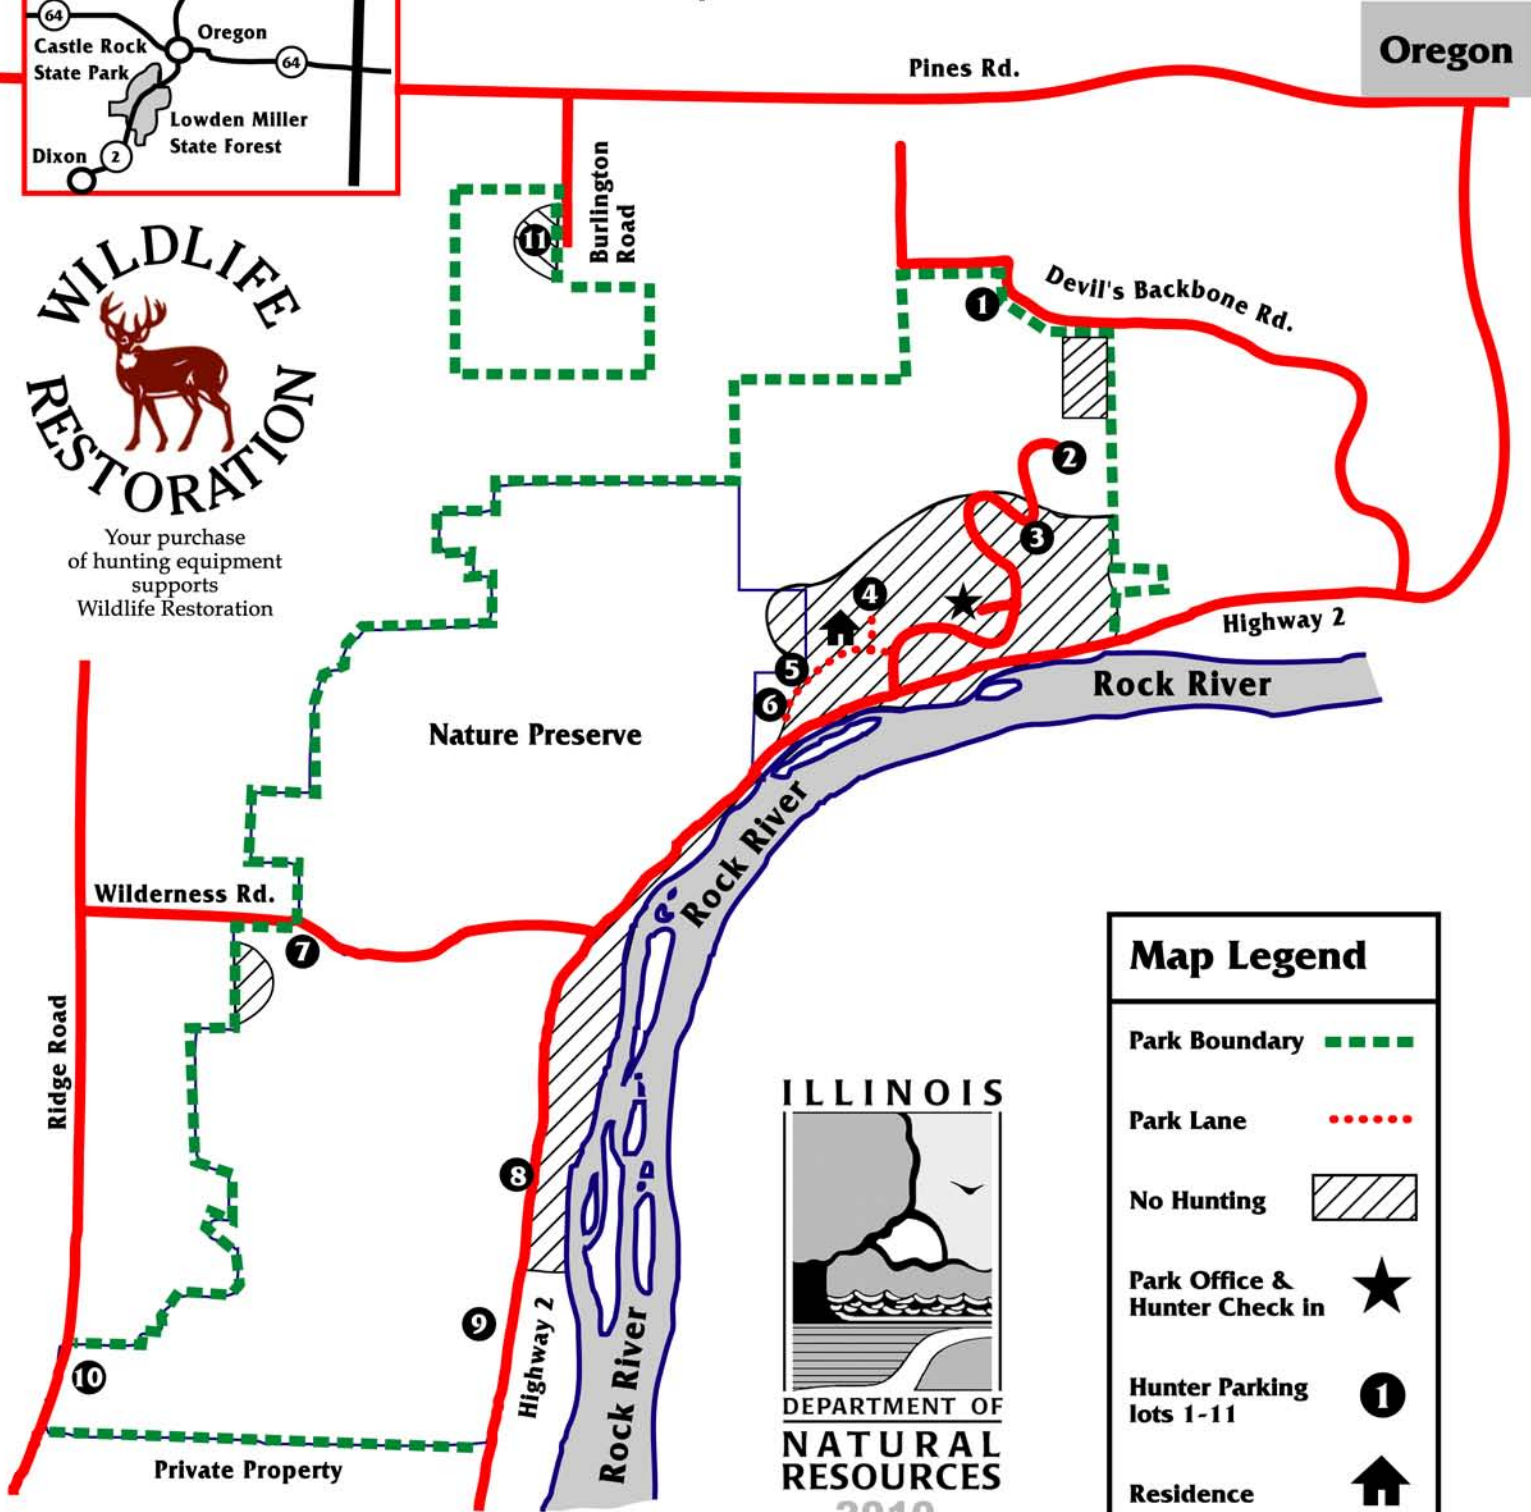 64
Oregon
Castle Rock
State Park
64
Lowden Miller
State Forest
Dixon
2
Pines Rd.
Oregon
Burlington
Road
11
1
Devil's Backbone Rd.
WILDLIFE
RESTORATION
Your purchase
of hunting equipment
supports
Wildlife Restoration
2
3
4
5
6
Highway 2
Rock River
Nature Preserve
Rock River
Wilderness Rd.
7
Ridge Road
8
9
Highway 2
Rock River
10
Private Property
ILLINOIS
DEPARTMENT OF
NATURAL
RESOURCES
Map Legend
Park Boundary
Park Lane
No Hunting
Park Office &
Hunter Check in
Hunter Parking
lots 1-11
1
Residence